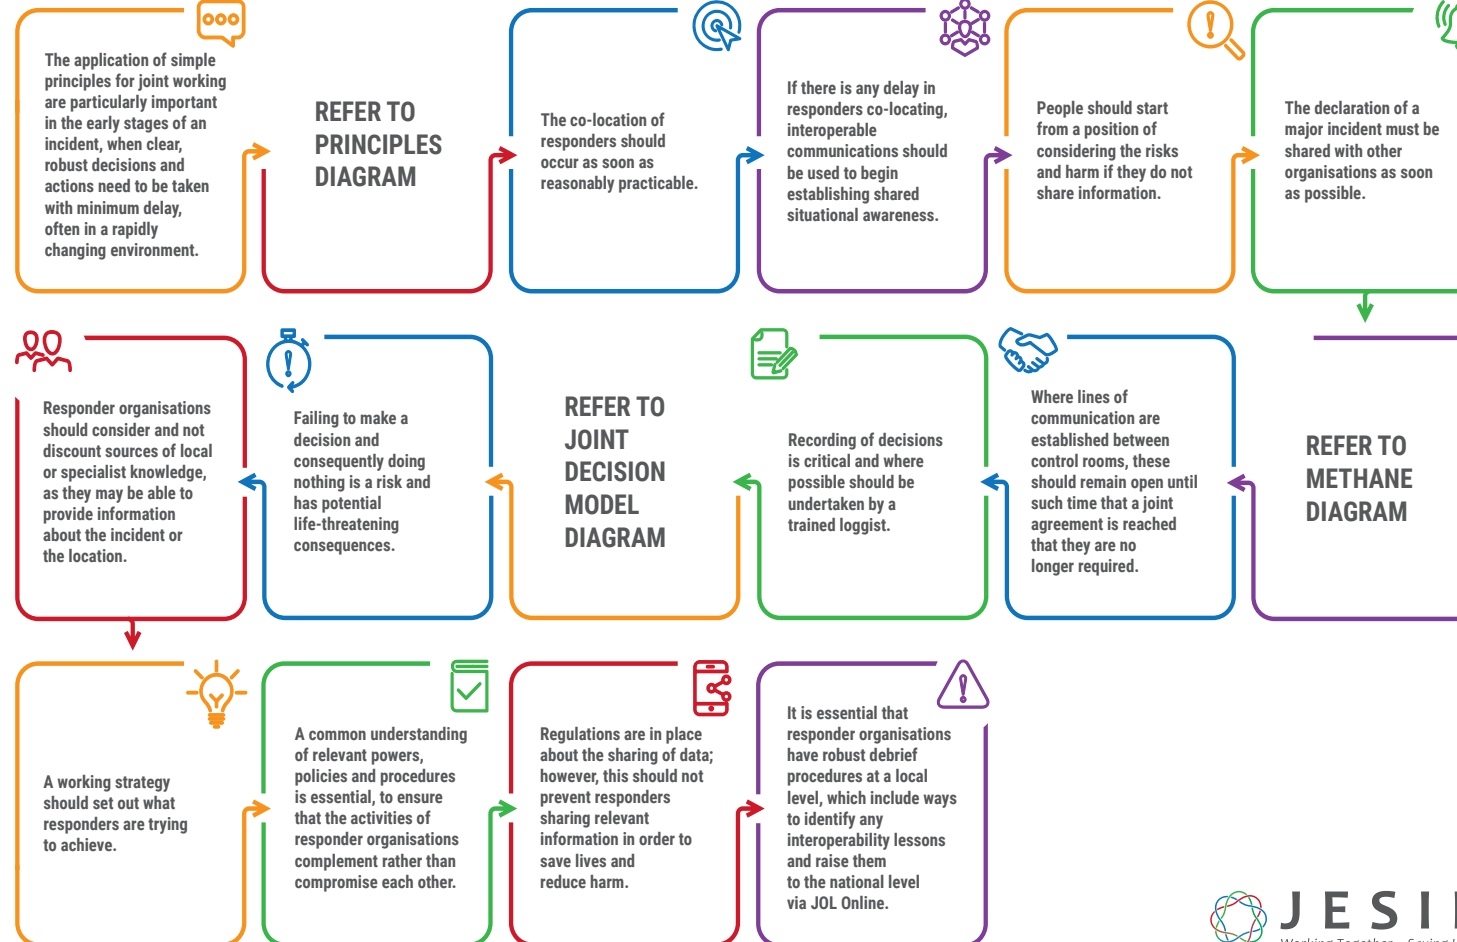 The application of simple
principles for joint working
are particularly important
in the early stages of an
incident, when clear,
robust decisions and
actions need to be taken
with minimum delay,
often in a rapidly
changing environment.
REFER TO
PRINCIPLES
DIAGRAM
The co-location of
responders should
occur as soon as
reasonably practicable.
If there is any delay in
responders co-locating,
interoperable
communications should
be used to begin
establishing shared
situational awareness.
People should start
from a position of
considering the risks
and harm if they do not
share information.
The declaration of a
major incident must be
shared with other
organisations as soon
as possible.
REFER TO
METHANE
DIAGRAM
Where lines of
communication are
established between
control rooms, these
should remain open until
such time that a joint
agreement is reached
that they are no
longer required.
Recording of decisions
is critical and where
possible should be
undertaken by a
trained loggist.
REFER TO
JOINT
DECISION
MODEL
DIAGRAM
Failing to make a
decision and
consequently doing
nothing is a risk and
has potential
life-threatening
consequences.
Responder organisations
should consider and not
discount sources of local
or specialist knowledge,
as they may be able to
provide information
about the incident or
the location.
A working strategy
should set out what
responders are trying
to achieve.
A common understanding
of relevant powers,
policies and procedures
is essential, to ensure
that the activities of
responder organisations
complement rather than
compromise each other.
Regulations are in place
about the sharing of data;
however, this should not
prevent responders
sharing relevant
information in order to
save lives and
reduce harm.
It is essential that
responder organisations
have robust debrief
procedures at a local
level, which include ways
to identify any
interoperability lessons
and raise them
to the national level
via JOL Online.
JESI
Working Together – Saving